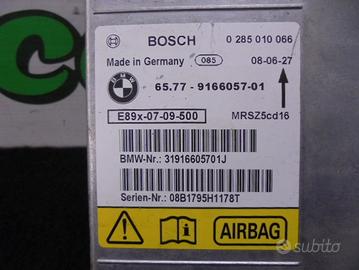 BOSCH 0 285 010 066
Made in Germany 085 08-06-27
BMW 65.77 - 9166057-01
E89x-07-09-500 MRSZ5cd16
BMW-Nr.: 31916605701J
Serien-Nr: 08B1795H1178T
AIRBAG
subito